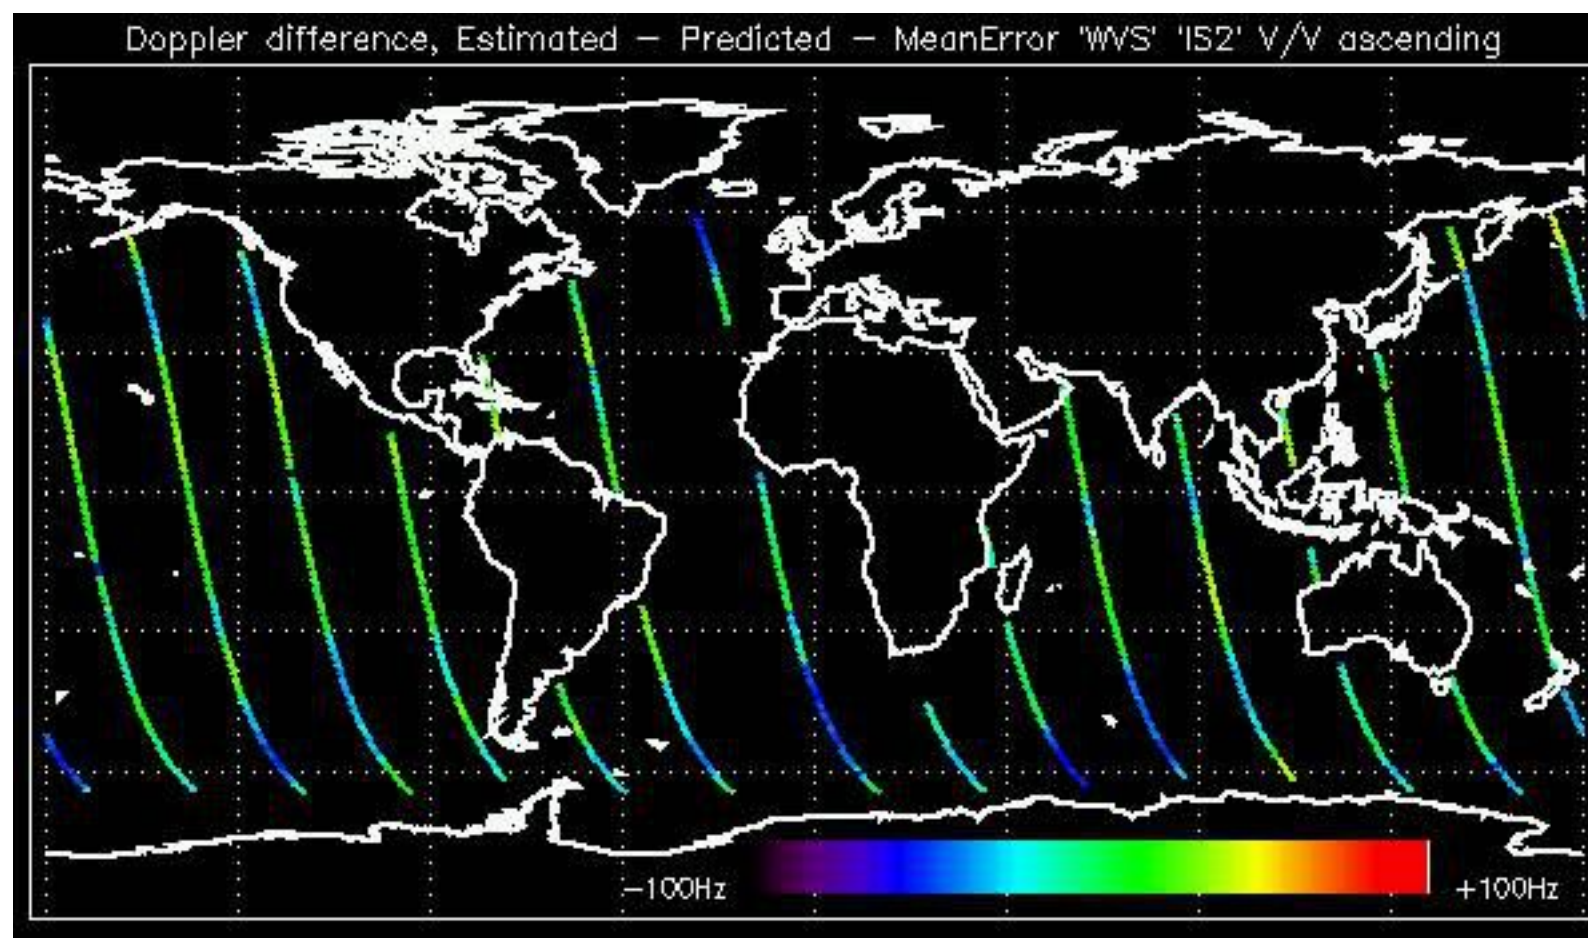 Doppler difference, Estimated – Predicted – MeanError 'WVS' 'IS2' V/V ascending
–100Hz
+100Hz